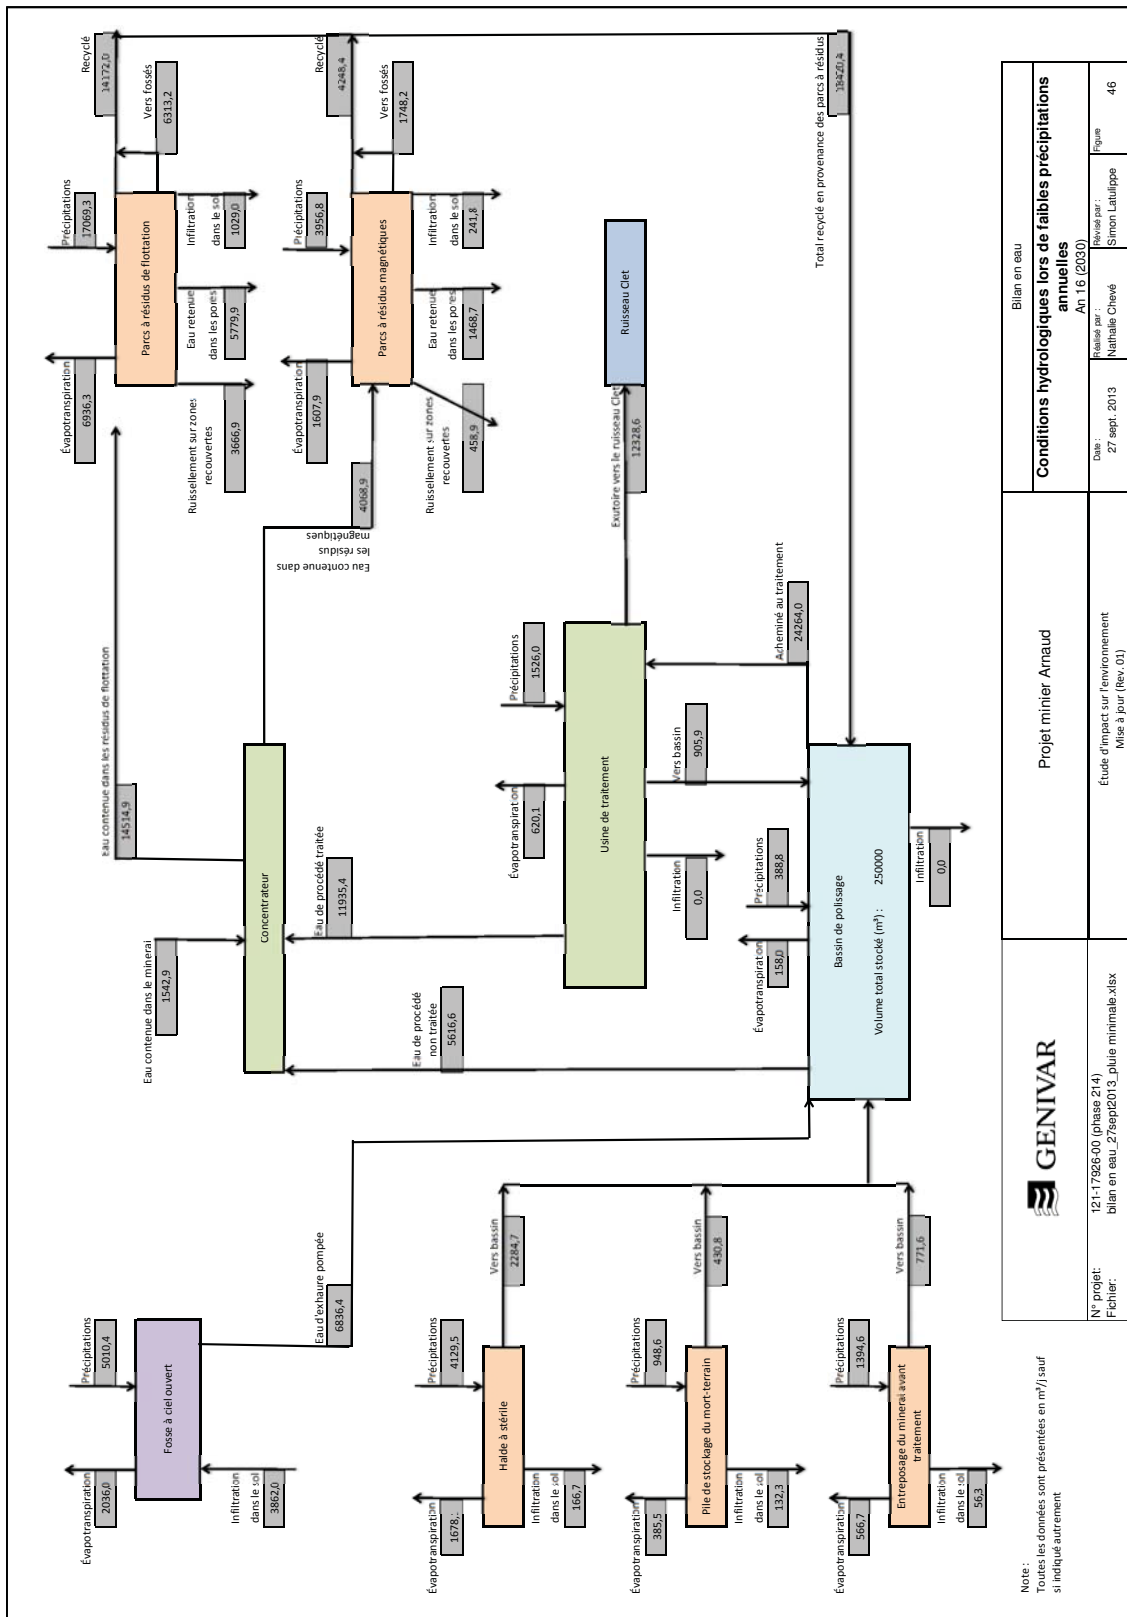 Évapotranspiration
2036,0
Précipitations
5010,4
Fosse à ciel ouvert
Infiltration
dans le sol
3862,0
Eau d'exhaure pompée
6836,4
Évapotranspiration
Précipitations
4129,5
Halde à stérile
Infiltration
dans le sol
166,7
Vers bassin
2284,7
Évapotranspiration
385,5
Précipitations
948,6
Pile de stockage du mort-terrain
Infiltration
dans le sol
132,3
Vers bassin
430,8
Évapotranspiration
566,7
Précipitations
1394,6
Entreposage du minerai avant
traitement
Infiltration
dans le sol
56,3
Vers bassin
771,6
Eau contenue dans le minerai
1542,9
Concentrateur
Eau contenue dans les résidus de flottation
14514,9
Eau de procédé
non traitée
5616,6
Eau de procédé traitée
11935,4
Eau contenue dans
les résidus
magnétiques
4068,9
Évapotranspiration
620,1
Précipitations
1526,0
Usine de traitement
Infiltration
0,0
Vers bassin
905,9
Acheminé au traitement
24264,0
Exutoire vers le ruisseau Clet
12328,6
Ruisseau Clet
Évapotranspiration
158,0
Précipitations
388,8
Bassin de polissage
Volume total stocké (m³) : 250000
Infiltration
0,0
Évapotranspiration
6936,3
Précipitations
17069,3
Parcs à résidus de flottation
Ruissellement sur zones
recouvertes
3666,9
Eau retenue
dans les pores
5779,9
Infiltration
dans le sol
1029,0
Vers fossés
6313,2
Recyclé
14172,0
Évapotranspiration
1607,9
Précipitations
3956,8
Parcs à résidus magnétiques
Ruissellement sur zones
recouvertes
458,9
Eau retenue
dans les pores
1468,7
Infiltration
dans le sol
241,8
Vers fossés
1748,2
Recyclé
4248,4
Total recyclé en provenance des parcs à résidus
18420,4
Note :
Toutes les données sont présentées en m³/j sauf
si indiqué autrement
GENIVAR
N° projet: 121-17926-00 (phase 214)
Fichier: bilan en eau_27sept2013_pluie minimale.xlsx
Projet minier Arnaud
Étude d'impact sur l'environnement
Mise à jour (Rev. 01)
Bilan en eau
Conditions hydrologiques lors de faibles précipitations
annuelles
An 16 (2030)
Date :
27 sept. 2013
Réalisé par :
Nathalie Chevé
Révisé par :
Simon Latulippe
Figure
46